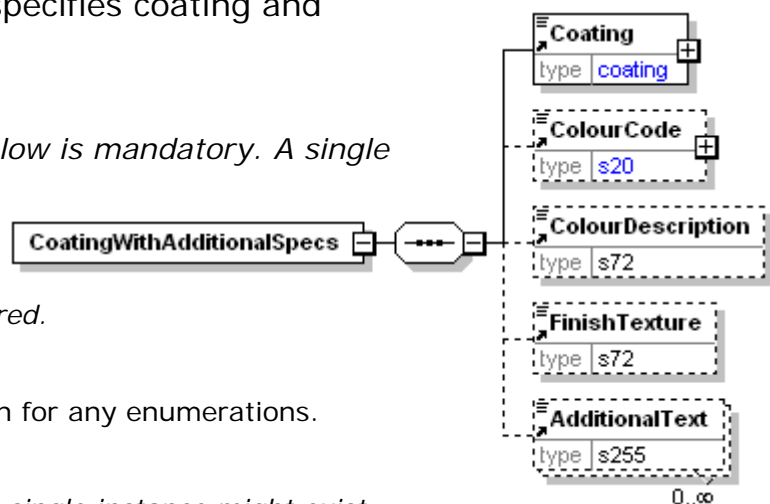 specifies coating and
low is mandatory. A single
red.
n for any enumerations.
single instance might exist
CoatingWithAdditionalSpecs
Coating
type coating
ColourCode
type s20
ColourDescription
type s72
FinishTexture
type s72
AdditionalText
type s255
0..∞